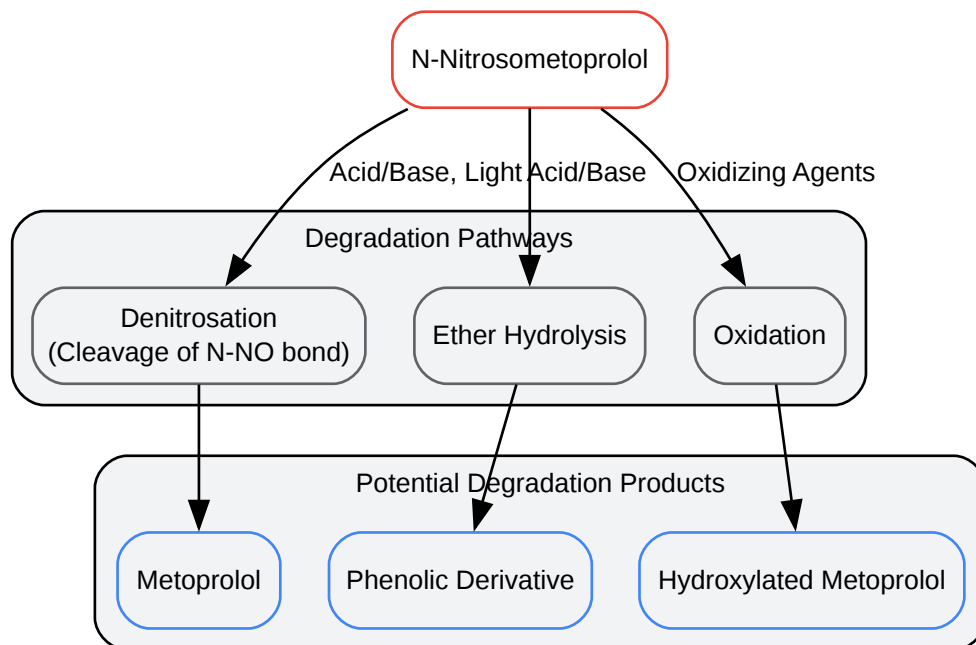 N-Nitrosometoprolol
Acid/Base, Light
Acid/Base
Oxidizing Agents
Degradation Pathways
Denitrosation
(Cleavage of N-NO bond)
Ether Hydrolysis
Oxidation
Potential Degradation Products
Metoprolol
Phenolic Derivative
Hydroxylated Metoprolol